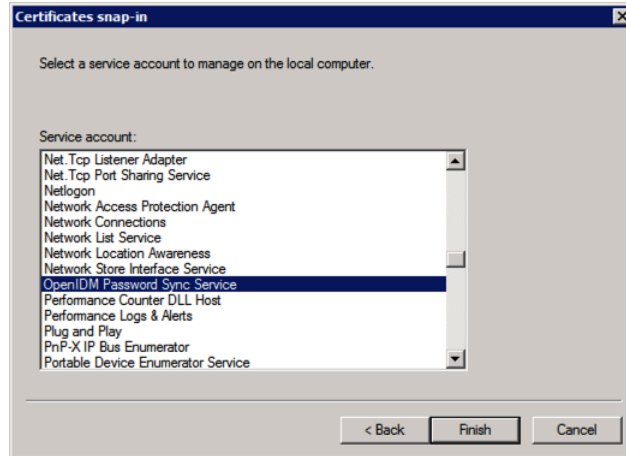 Certificates snap-in
Select a service account to manage on the local computer.
Service account:
Net.Tcp Listener Adapter
Net.Tcp Port Sharing Service
Netlogon
Network Access Protection Agent
Network Connections
Network List Service
Network Location Awareness
Network Store Interface Service
OpenIDM Password Sync Service
Performance Counter DLL Host
Performance Logs & Alerts
Plug and Play
PnP-X IP Bus Enumerator
Portable Device Enumerator Service
< Back Finish Cancel